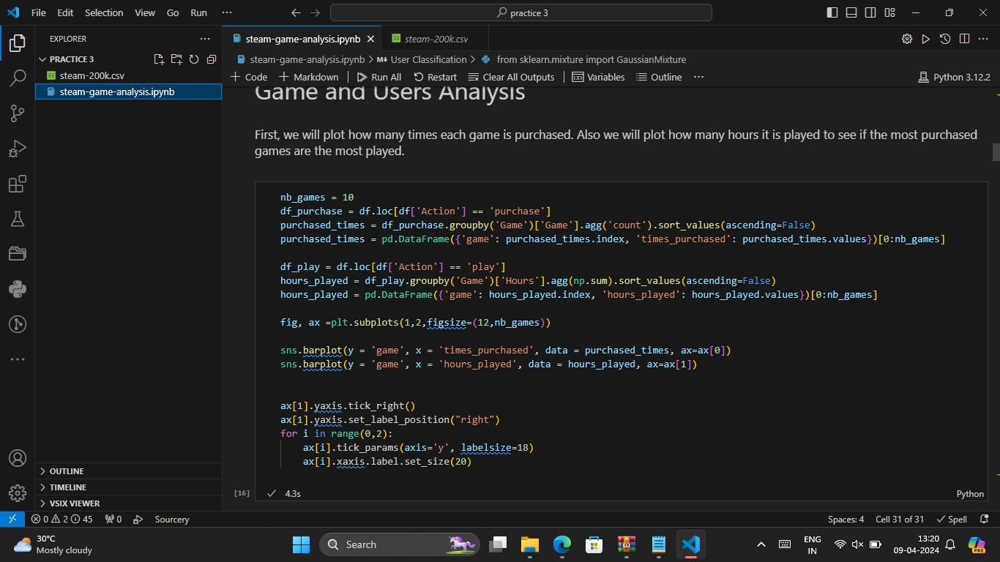 File Edit Selection View Go Run ···
practice 3
EXPLORER
steam-game-analysis.ipynb
steam-200k.csv
PRACTICE 3
steam-game-analysis.ipynb > M↓ User Classification > from sklearn.mixture import GaussianMixture
steam-200k.csv
+ Code + Markdown | Run All Restart Clear All Outputs | Variables Outline ··· Python 3.12.2
steam-game-analysis.ipynb
Game and Users Analysis
First, we will plot how many times each game is purchased. Also we will plot how many hours it is played to see if the most purchased
games are the most played.
nb_games = 10
df_purchase = df.loc[df['Action'] == 'purchase']
purchased_times = df_purchase.groupby('Game')['Game'].agg('count').sort_values(ascending=False)
purchased_times = pd.DataFrame({'game': purchased_times.index, 'times_purchased': purchased_times.values})[0:nb_games]
df_play = df.loc[df['Action'] == 'play']
hours_played = df_play.groupby('Game')['Hours'].agg(np.sum).sort_values(ascending=False)
hours_played = pd.DataFrame({'game': hours_played.index, 'hours_played': hours_played.values})[0:nb_games]
fig, ax =plt.subplots(1,2,figsize=(12,nb_games))
sns.barplot(y = 'game', x = 'times_purchased', data = purchased_times, ax=ax[0])
sns.barplot(y = 'game', x = 'hours_played', data = hours_played, ax=ax[1])
ax[1].yaxis.tick_right()
ax[1].yaxis.set_label_position("right")
for i in range(0,2):
    ax[i].tick_params(axis='y', labelsize=18)
    ax[i].xaxis.label.set_size(20)
[16] ✓ 4.3s Python
OUTLINE
TIMELINE
VSIX VIEWER
0 2 45 0 Sourcery Spaces: 4 Cell 31 of 31 ✓ Spell
30°C
Mostly cloudy
Search
PRE
ENG
IN
13:20
09-04-2024